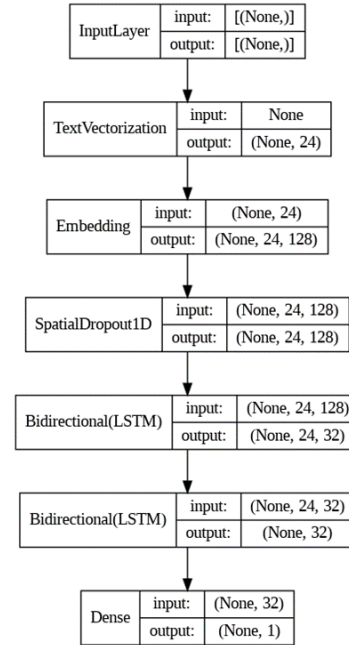 InputLayer input: [(None,)]
output: [(None,)]
TextVectorization input: None
output: (None, 24)
Embedding input: (None, 24)
output: (None, 24, 128)
SpatialDropout1D input: (None, 24, 128)
output: (None, 24, 128)
Bidirectional(LSTM) input: (None, 24, 128)
output: (None, 24, 32)
Bidirectional(LSTM) input: (None, 24, 32)
output: (None, 32)
Dense input: (None, 32)
output: (None, 1)